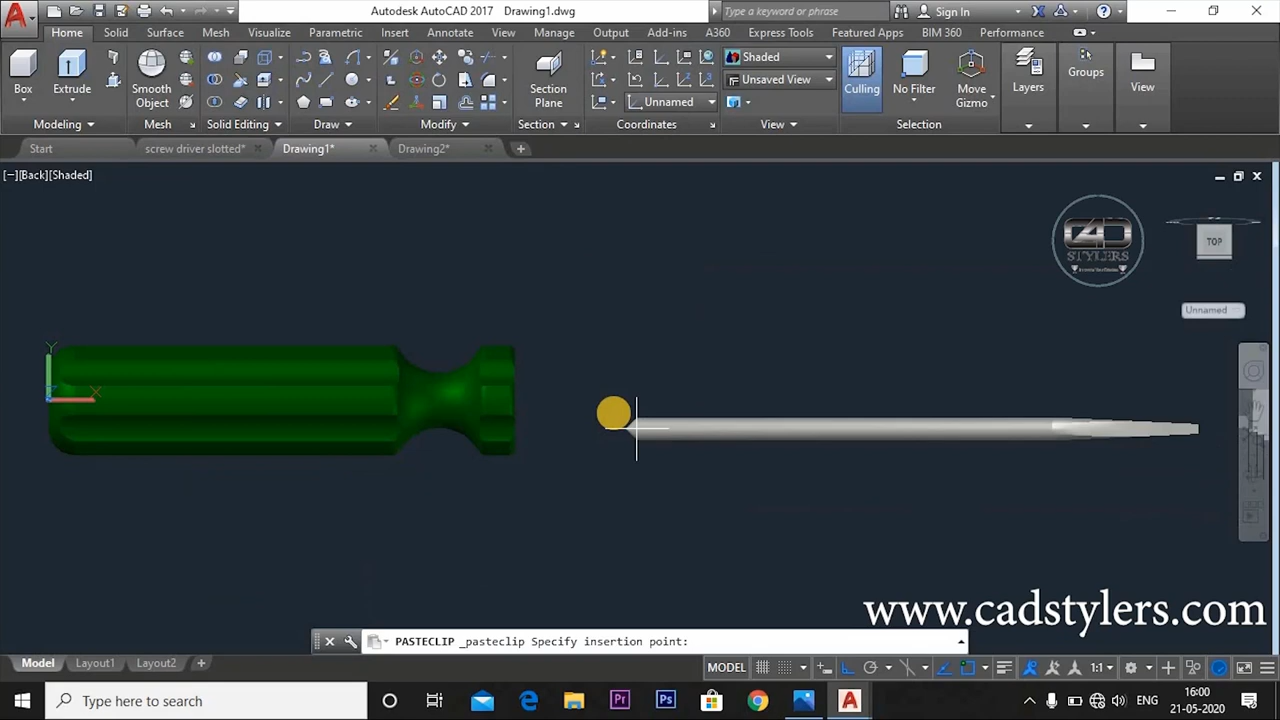 Autodesk AutoCAD 2017 Drawing1.dwg
Type a keyword or phrase
Sign In
Home Solid Surface Mesh Visualize Parametric Insert Annotate View Manage Output Add-ins A360 Express Tools Featured Apps BIM 360 Performance
Box
Extrude
Smooth Object
Section Plane
Unnamed
Shaded
Unsaved View
Culling
No Filter
Move Gizmo
Layers
Groups
View
Modeling Mesh Solid Editing Draw Modify Section Coordinates View Selection
Start screw driver slotted* Drawing1* Drawing2*
[−][Back][Shaded]
TOP
CAD
STYLERS
Unnamed
Y
X
www.cadstylers.com
PASTECLIP _pasteclip Specify insertion point:
Model Layout1 Layout2
MODEL
1:1
Type here to search
Pr
Ps
ENG
16:00
21-05-2020